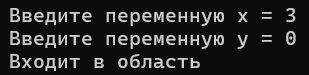 Введите переменную x = 3
Введите переменную y = 0
Входит в область